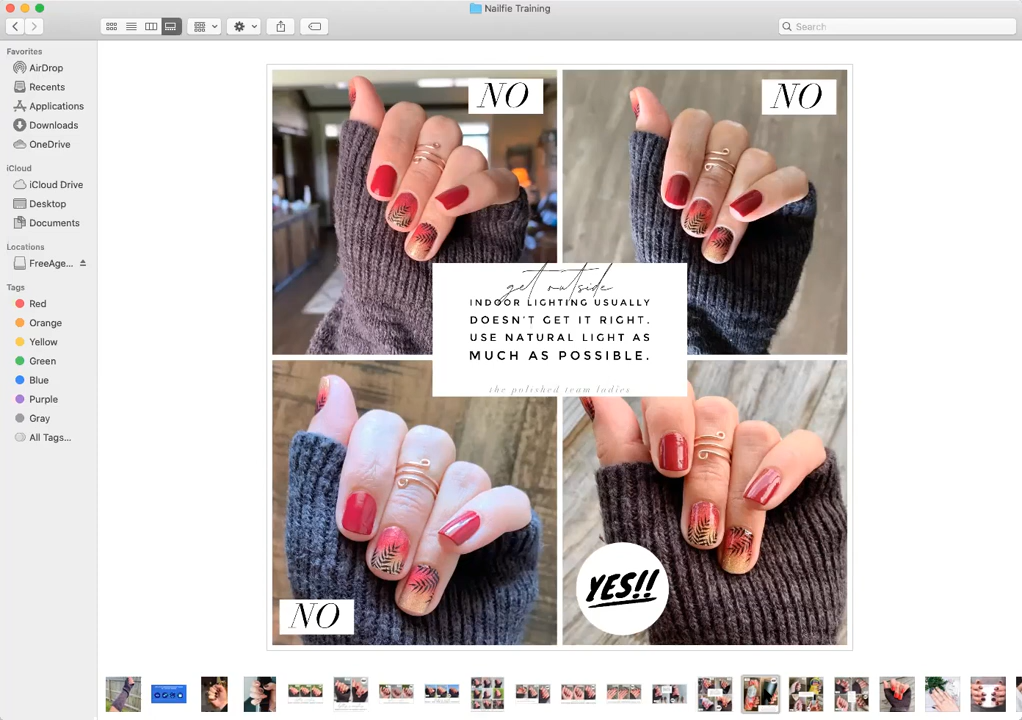 Nailfie Training
Search
Favorites
AirDrop
Recents
Applications
Downloads
OneDrive
iCloud
iCloud Drive
Desktop
Documents
Locations
FreeAge...
Tags
Red
Orange
Yellow
Green
Blue
Purple
Gray
All Tags...
NO
NO
get outside
INDOOR LIGHTING USUALLY
DOESN'T GET IT RIGHT.
USE NATURAL LIGHT AS
MUCH AS POSSIBLE.
the polished team ladies
NO
YES!!